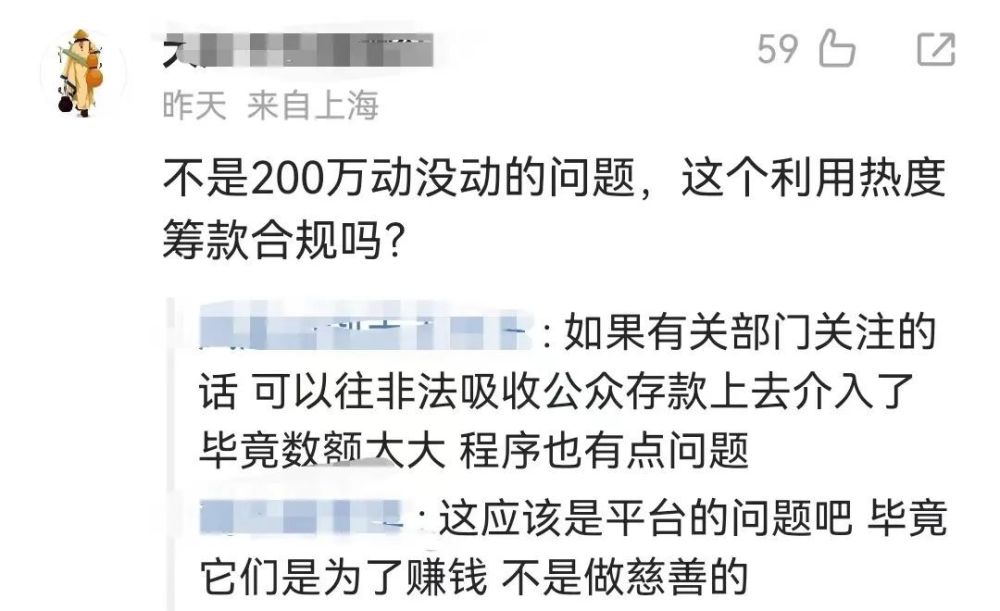 59
昨天 来自上海
不是200万动没动的问题，这个利用热度
筹款合规吗？
：如果有关部门关注的
话 可以往非法吸收公众存款上去介入了
毕竟数额太大 程序也有点问题
：这应该是平台的问题吧 毕竟
它们是为了赚钱 不是做慈善的